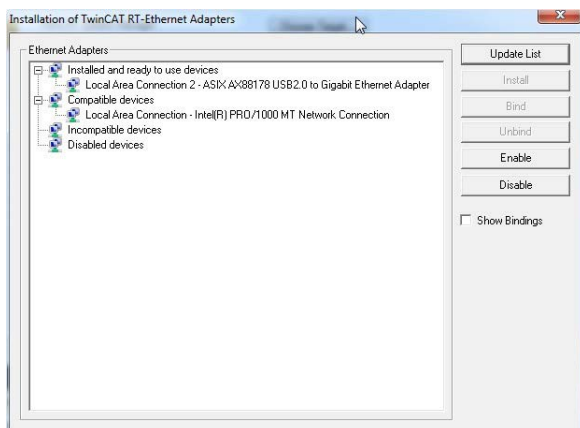 Installation of TwinCAT RT-Ethernet Adapters
Ethernet Adapters
Installed and ready to use devices
Local Area Connection 2 - ASIX AX88178 USB2.0 to Gigabit Ethernet Adapter
Compatible devices
Local Area Connection - Intel(R) PRO/1000 MT Network Connection
Incompatible devices
Disabled devices
Update List
Install
Bind
Unbind
Enable
Disable
Show Bindings